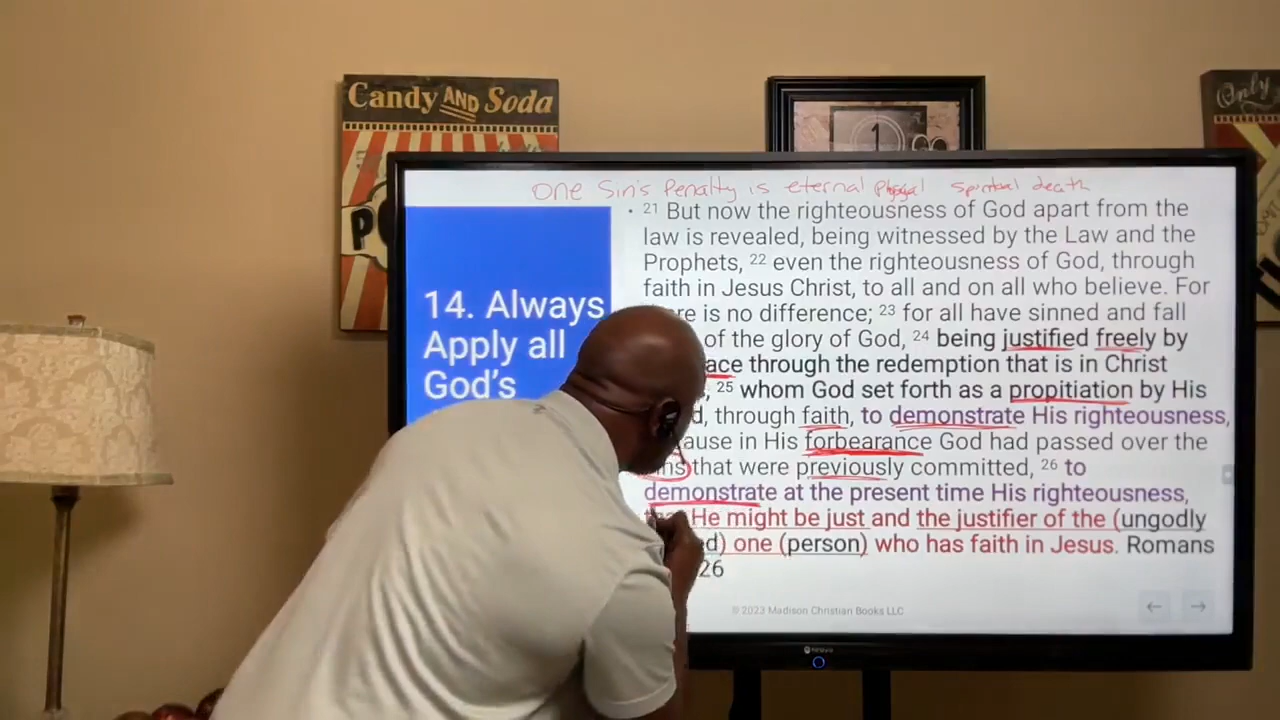 Candy AND Soda
1
Only
P
one Sin's Penalty is eternal physical spiritual death
14. Always
Apply all
God's
• 21 But now the righteousness of God apart from the
law is revealed, being witnessed by the Law and the
Prophets, 22 even the righteousness of God, through
faith in Jesus Christ, to all and on all who believe. For
is no difference; 23 for all have sinned and fall
of the glory of God, 24 being justified freely by
through the redemption that is in Christ
25 whom God set forth as a propitiation by His
through faith, to demonstrate His righteousness,
in His forbearance God had passed over the
that were previously committed, 26 to
demonstrate at the present time His righteousness,
He might be just and the justifier of the (ungodly
) one (person) who has faith in Jesus. Romans
26
© 2023 Madison Christian Books LLC